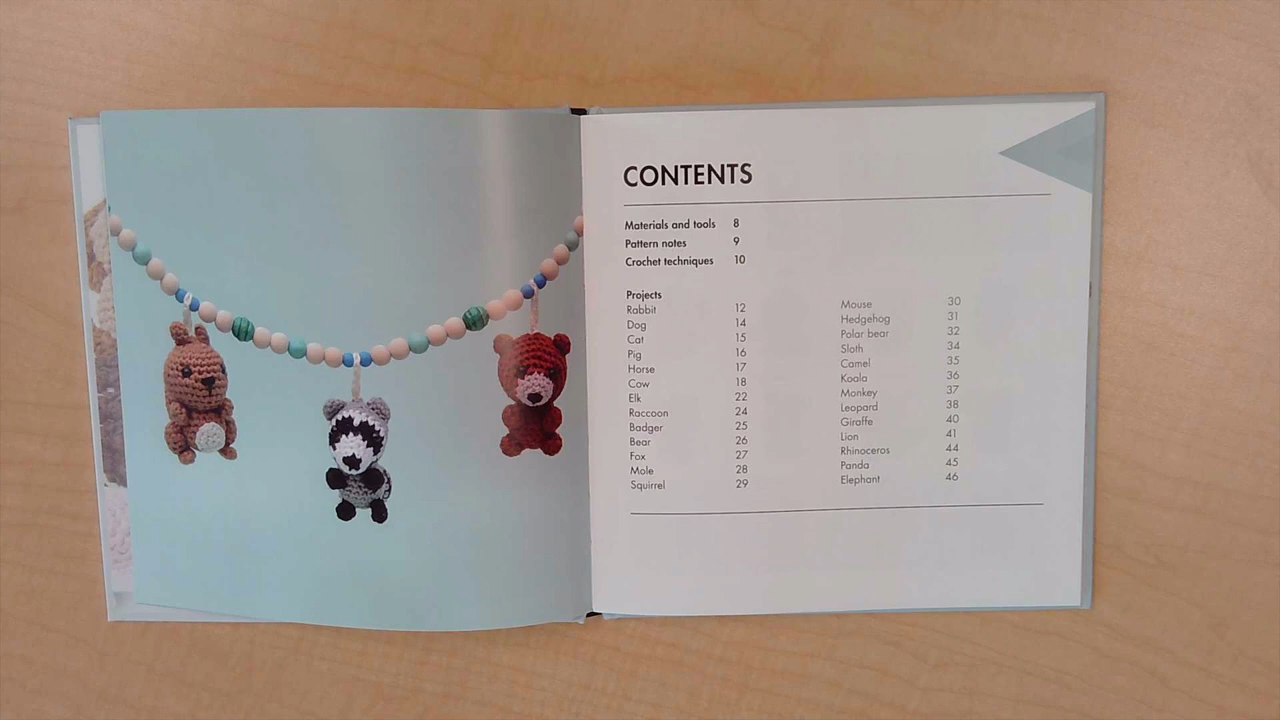 CONTENTS
Materials and tools 8
Pattern notes 9
Crochet techniques 10
Projects
Rabbit 12
Dog 14
Cat 15
Pig 16
Horse 17
Cow 18
Elk 22
Raccoon 24
Badger 25
Bear 26
Fox 27
Mole 28
Squirrel 29
Mouse 30
Hedgehog 31
Polar bear 32
Sloth 34
Camel 35
Koala 36
Monkey 37
Leopard 38
Giraffe 40
Lion 41
Rhinoceros 44
Panda 45
Elephant 46